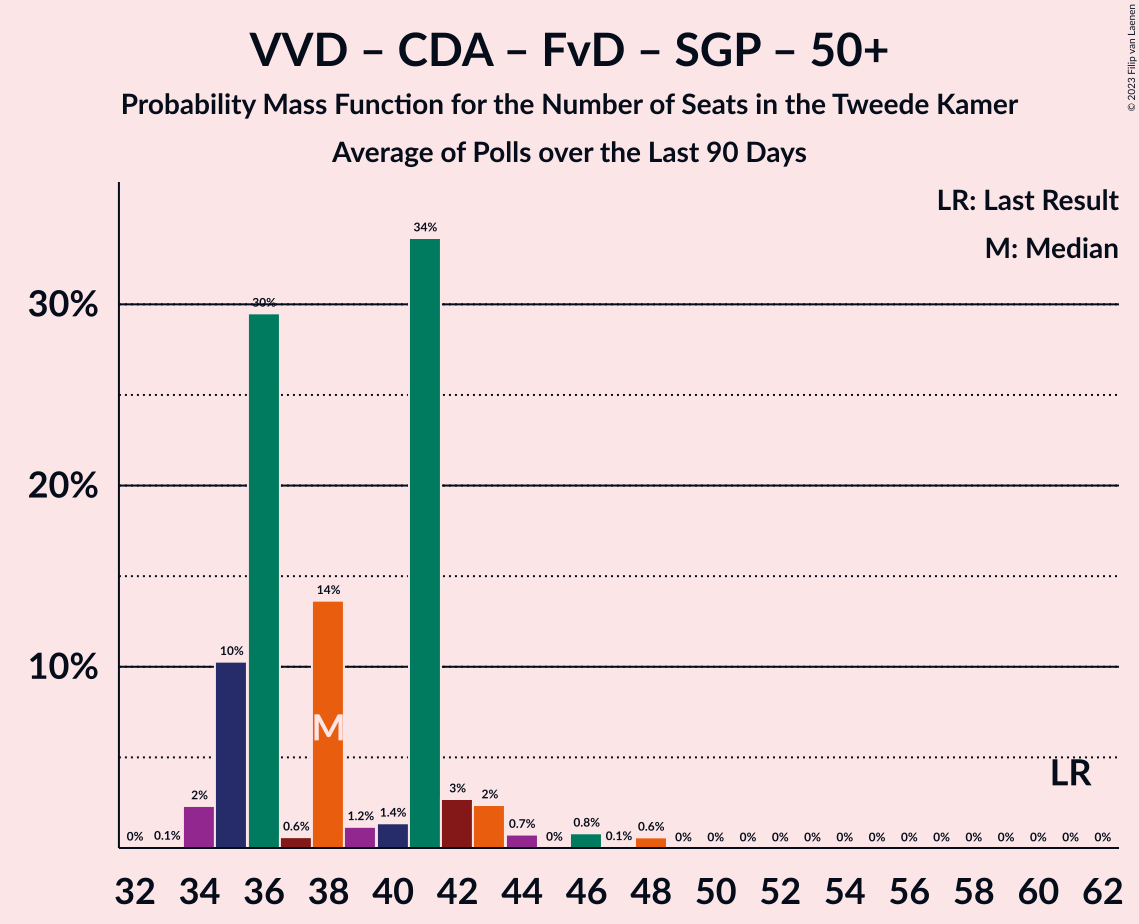 VVD – CDA – FvD – SGP – 50+
Probability Mass Function for the Number of Seats in the Tweede Kamer
Average of Polls over the Last 90 Days
© 2023 Filip van Laenen
LR: Last Result
M: Median
30%
20%
10%
0% 0.1% 2% 10% 30% 0.6% 14% 1.2% 1.4% 34% 3% 2% 0.7% 0% 0.8% 0.1% 0.6% 0% 0% 0% 0% 0% 0% 0% 0% 0% 0% 0% 0% 0% 0%
M
LR
32 34 36 38 40 42 44 46 48 50 52 54 56 58 60 62